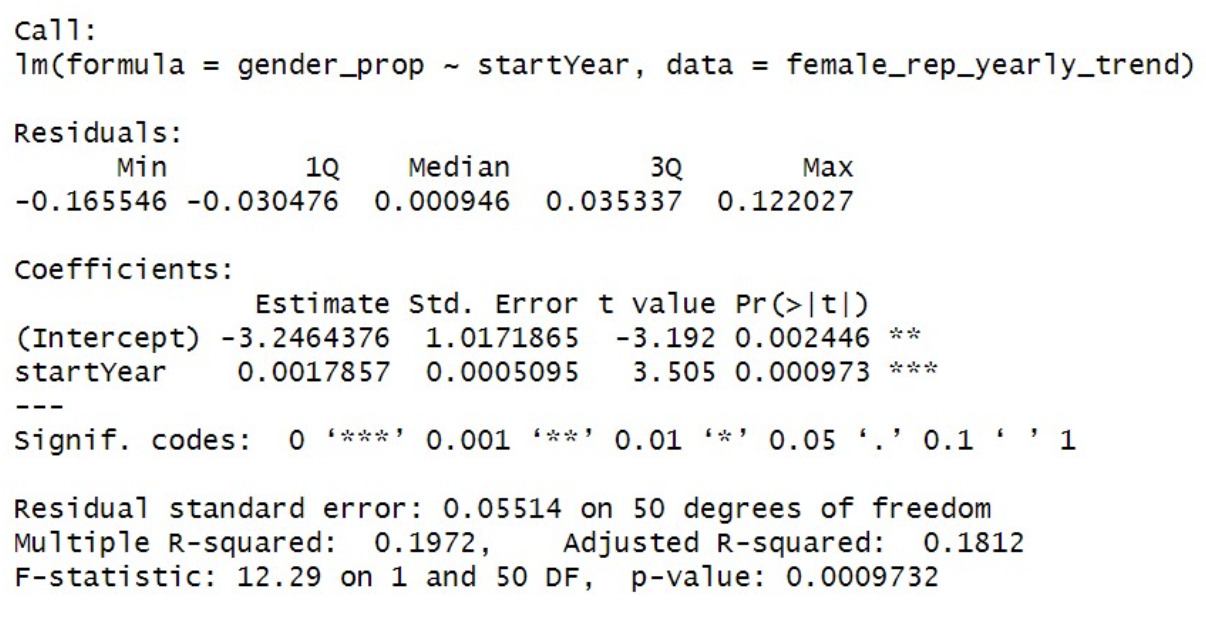 Call:
lm(formula = gender_prop ~ startYear, data = female_rep_yearly_trend)
Residuals:
Min 1Q Median 3Q Max
-0.165546 -0.030476 0.000946 0.035337 0.122027
Coefficients:
Estimate Std. Error t value Pr(>|t|)
(Intercept) -3.2464376 1.0171865 -3.192 0.002446 **
startYear 0.0017857 0.0005095 3.505 0.000973 ***
---
Signif. codes: 0 ‘***’ 0.001 ‘**’ 0.01 ‘*’ 0.05 ‘.’ 0.1 ‘ ’ 1
Residual standard error: 0.05514 on 50 degrees of freedom
Multiple R-squared: 0.1972, Adjusted R-squared: 0.1812
F-statistic: 12.29 on 1 and 50 DF, p-value: 0.0009732